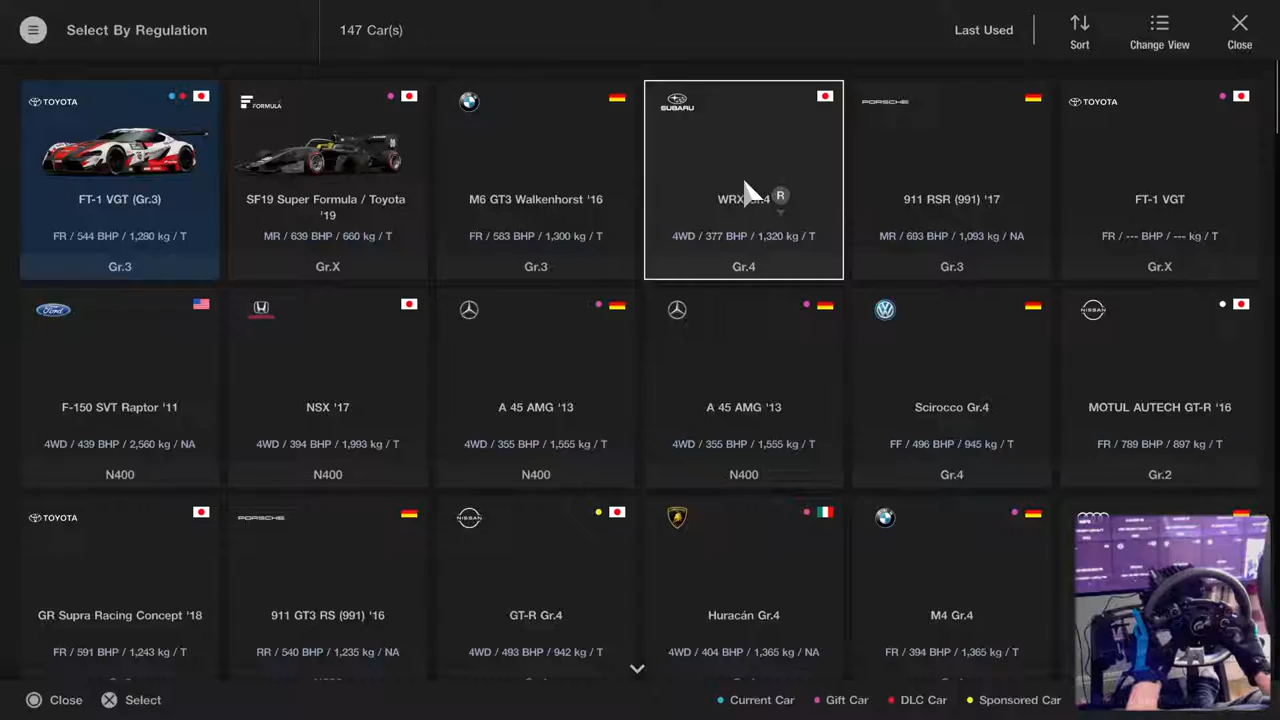 Select By Regulation
147 Car(s)
Last Used
Sort
Change View
Close
TOYOTA
FT-1 VGT (Gr.3)
FR / 544 BHP / 1,280 kg / T
Gr.3
FORMULA
SF19 Super Formula / Toyota
'19
MR / 639 BHP / 660 kg / T
Gr.X
M6 GT3 Walkenhorst '16
FR / 583 BHP / 1,300 kg / T
Gr.3
SUBARU
R
4WD / 377 BHP / 1,320 kg / T
Gr.4
PORSCHE
911 RSR (991) '17
MR / 693 BHP / 1,093 kg / NA
Gr.3
TOYOTA
FT-1 VGT
FR / --- BHP / --- kg / T
Gr.X
Ford
F-150 SVT Raptor '11
4WD / 439 BHP / 2,560 kg / NA
N400
HONDA
NSX '17
4WD / 394 BHP / 1,993 kg / T
N400
A 45 AMG '13
4WD / 355 BHP / 1,555 kg / T
N400
A 45 AMG '13
4WD / 355 BHP / 1,555 kg / T
N400
Scirocco Gr.4
FF / 496 BHP / 945 kg / T
Gr.4
NISSAN
MOTUL AUTECH GT-R '16
FR / 789 BHP / 897 kg / T
Gr.2
TOYOTA
GR Supra Racing Concept '18
FR / 591 BHP / 1,243 kg / T
PORSCHE
911 GT3 RS (991) '16
RR / 540 BHP / 1,235 kg / NA
NISSAN
GT-R Gr.4
4WD / 493 BHP / 942 kg / T
Huracán Gr.4
4WD / 404 BHP / 1,365 kg / NA
M4 Gr.4
FR / 394 BHP / 1,365 kg / T
Close
Select
Current Car
Gift Car
DLC Car
Sponsored Car